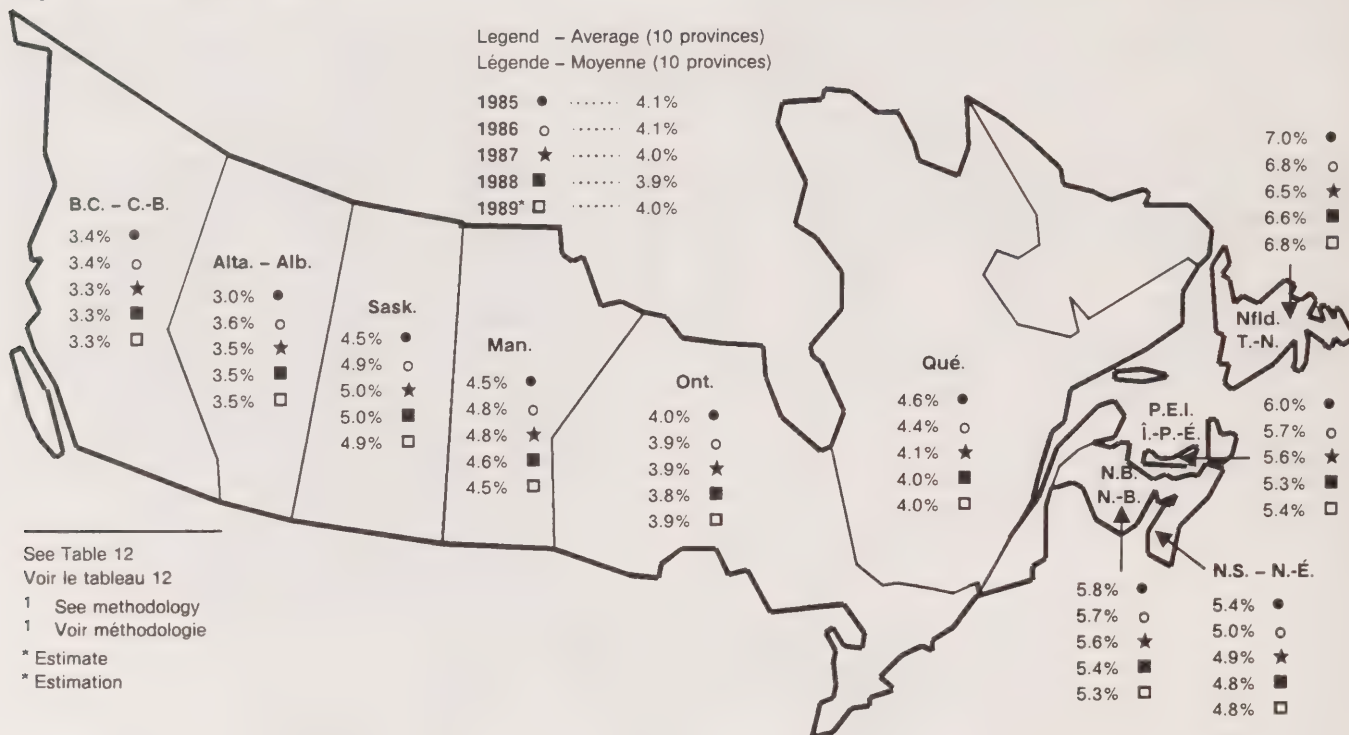 Legend – Average (10 provinces)
Légende – Moyenne (10 provinces)
1985 ● ...... 4.1%
1986 ○ ...... 4.1%
1987 ★ ...... 4.0%
1988 ■ ...... 3.9%
1989* □ ...... 4.0%
B.C. – C.-B.
3.4% ●
3.4% ○
3.3% ★
3.3% ■
3.3% □
Alta. – Alb.
3.0% ●
3.6% ○
3.5% ★
3.5% ■
3.5% □
Sask.
4.5% ●
4.9% ○
5.0% ★
5.0% ■
4.9% □
Man.
4.5% ●
4.8% ○
4.8% ★
4.6% ■
4.5% □
Ont.
4.0% ●
3.9% ○
3.9% ★
3.8% ■
3.9% □
Qué.
4.6% ●
4.4% ○
4.1% ★
4.0% ■
4.0% □
7.0% ●
6.8% ○
6.5% ★
6.6% ■
6.8% □
Nfld.
T.-N.
P.E.I.
Î.-P.-É.
6.0% ●
5.7% ○
5.6% ★
5.3% ■
5.4% □
N.B.
N.-B.
5.8% ●
5.7% ○
5.6% ★
5.4% ■
5.3% □
N.S. – N.-É.
5.4% ●
5.0% ○
4.9% ★
4.8% ■
4.8% □
See Table 12
Voir le tableau 12
1 See methodology
1 Voir méthodologie
* Estimate
* Estimation